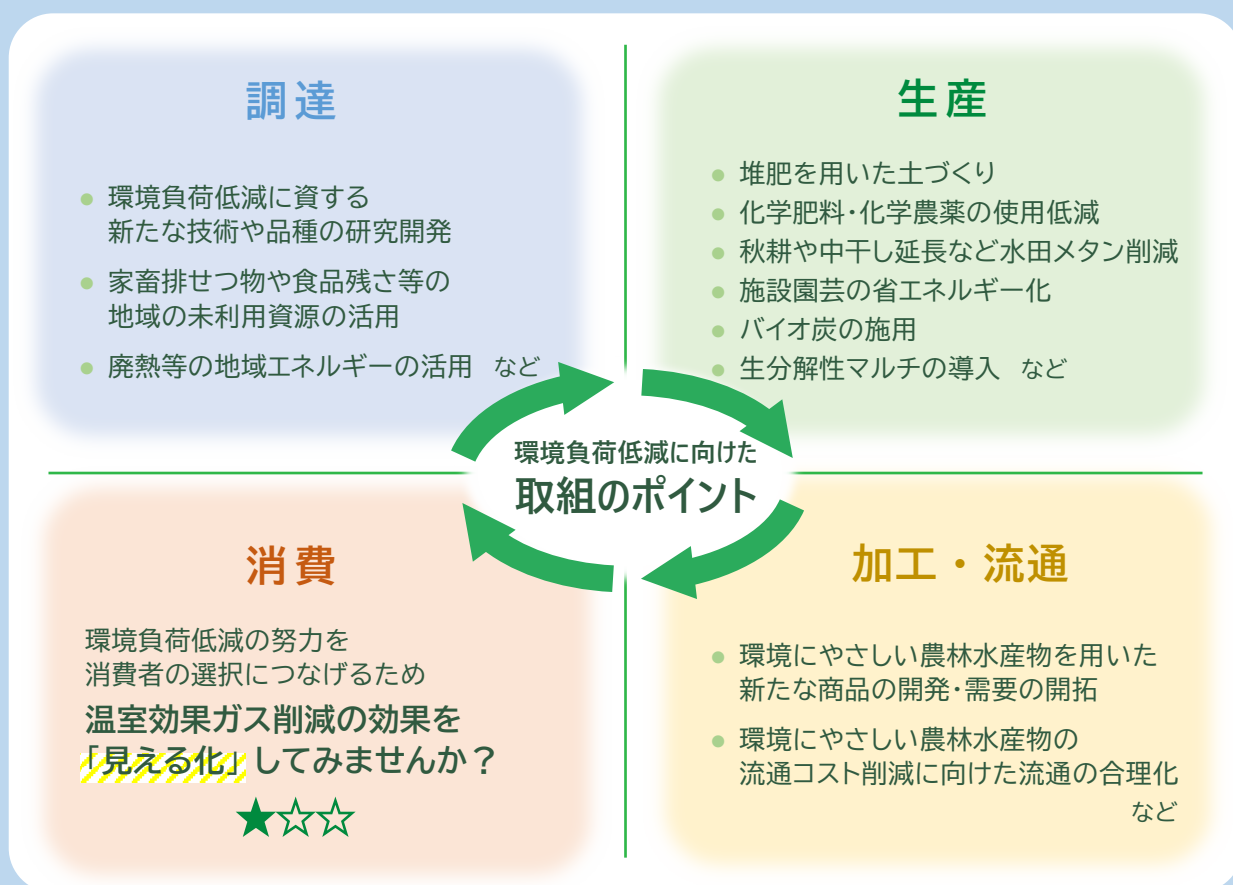 調達
● 環境負荷低減に資する
新たな技術や品種の研究開発
● 家畜排せつ物や食品残さ等の
地域の未利用資源の活用
● 廃熱等の地域エネルギーの活用 など
生産
● 堆肥を用いた土づくり
● 化学肥料・化学農薬の使用低減
● 秋耕や中干し延長など水田メタン削減
● 施設園芸の省エネルギー化
● バイオ炭の施用
● 生分解性マルチの導入 など
環境負荷低減に向けた
取組のポイント
消費
環境負荷低減の努力を
消費者の選択につなげるため
温室効果ガス削減の効果を
「見える化」してみませんか？
★☆☆
加工・流通
● 環境にやさしい農林水産物を用いた
新たな商品の開発・需要の開拓
● 環境にやさしい農林水産物の
流通コスト削減に向けた流通の合理化
など